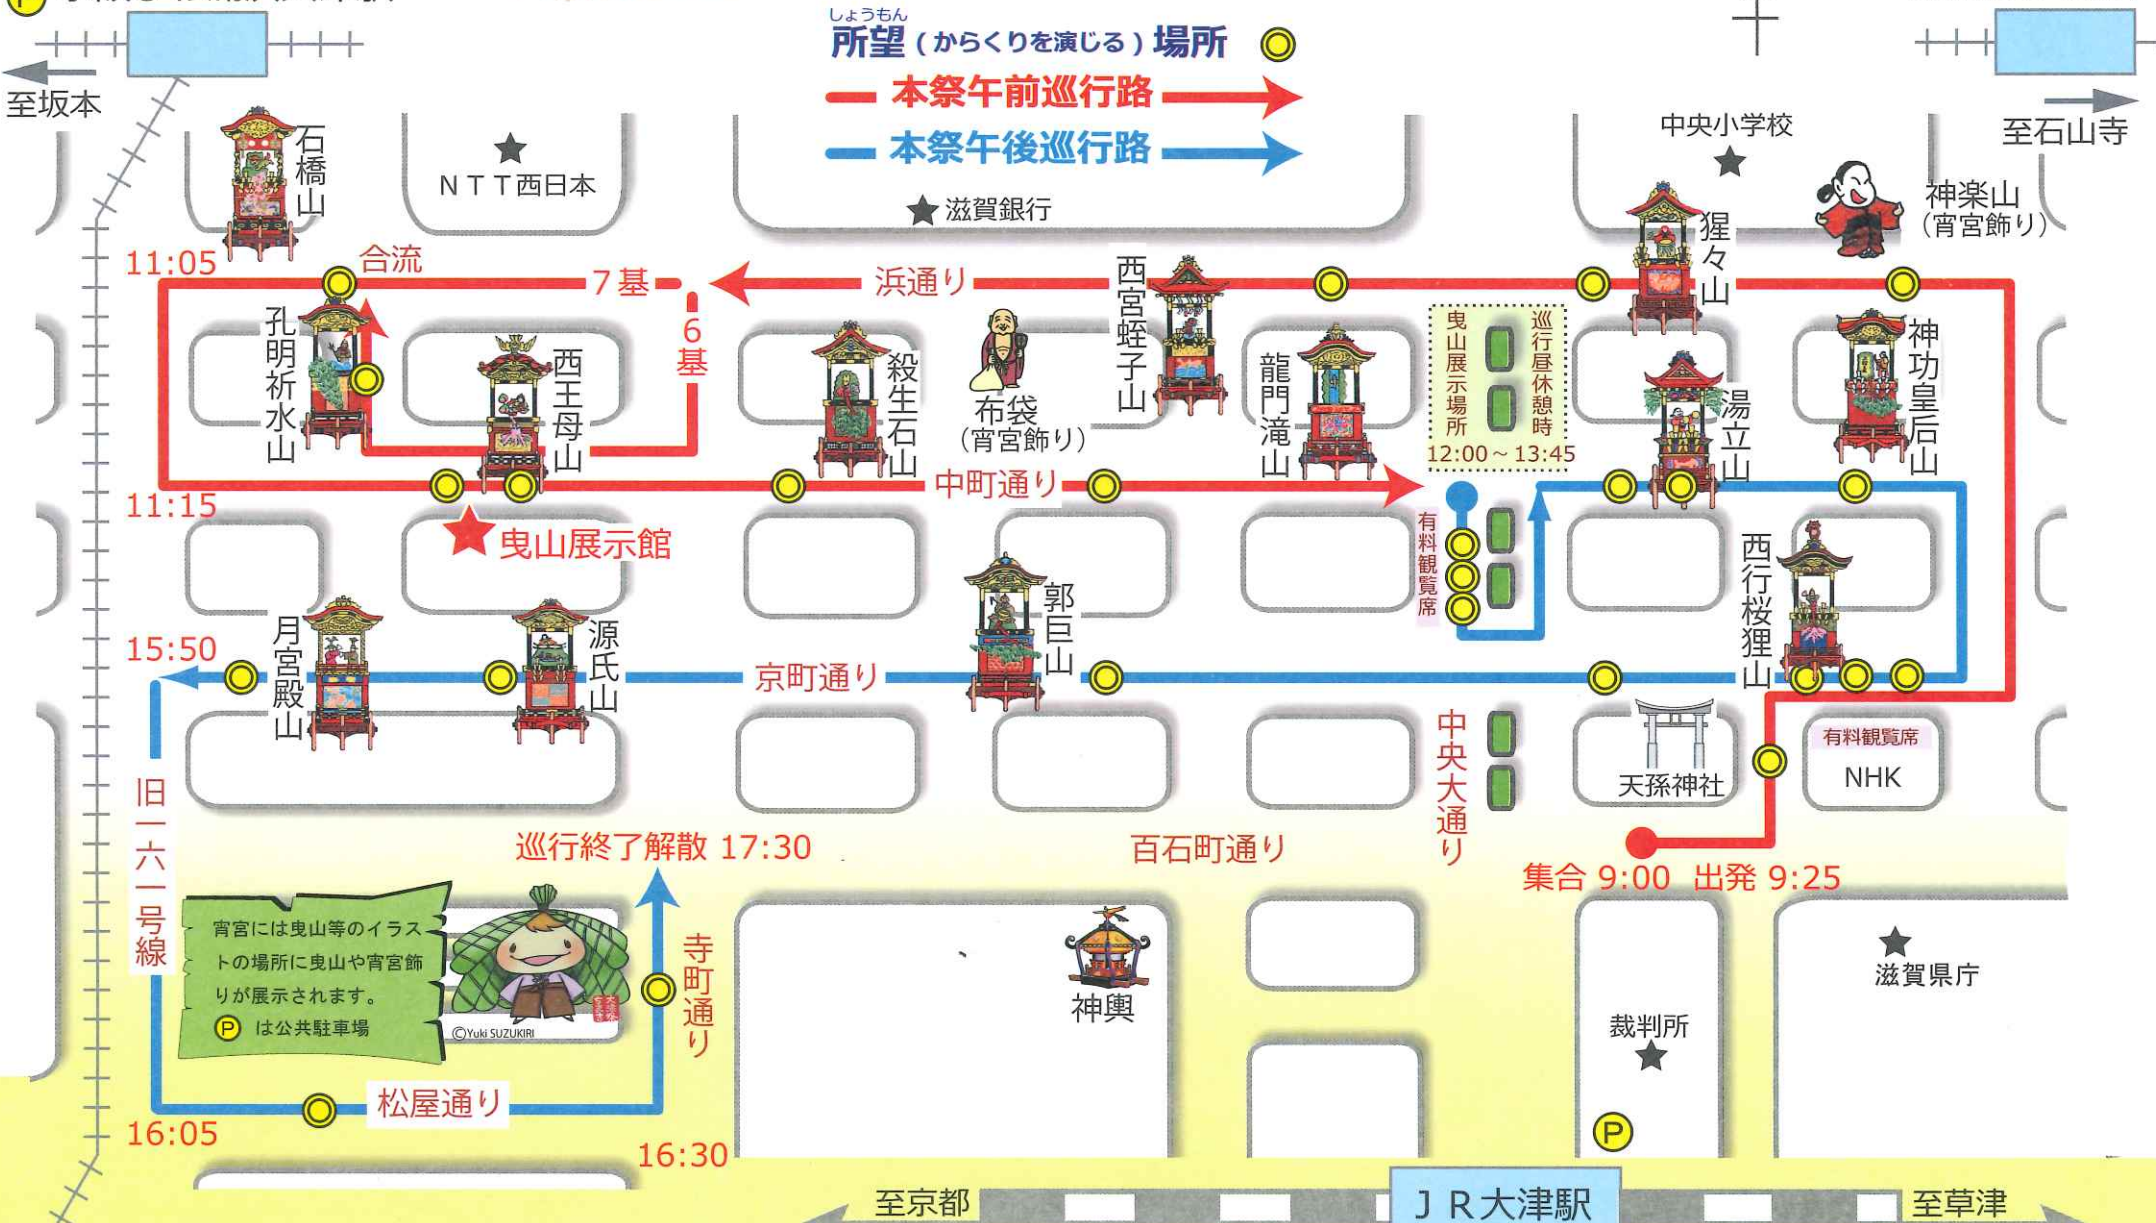 P
しょうもん
所望(からくりを演じる)場所
本祭午前巡行路
本祭午後巡行路
至坂本
至石山寺
石橋山
NTT西日本
滋賀銀行
中央小学校
神楽山
(宵宮飾り)
猩々山
11:05
合流
7基
浜通り
西宮蛭子山
6基
孔明祈水山
西王母山
殺生石山
布袋
(宵宮飾り)
龍門滝山
曳山展示場所
巡行昼休憩時
12:00~13:45
湯立山
神功皇后山
11:15
中町通り
曳山展示館
有料観覧席
西行桜狸山
郭巨山
月宮殿山
源氏山
15:50
京町通り
中央大通り
天孫神社
有料観覧席
NHK
旧一六一号線
巡行終了解散 17:30
百石町通り
集合 9:00 出発 9:25
宵宮には曳山等のイラス
トの場所に曳山や宵宮飾
りが展示されます。
P は公共駐車場
©Yuki SUZUKIRI
寺町通り
神輿
滋賀県庁
裁判所
松屋通り
16:05
16:30
P
至京都
JR大津駅
至草津